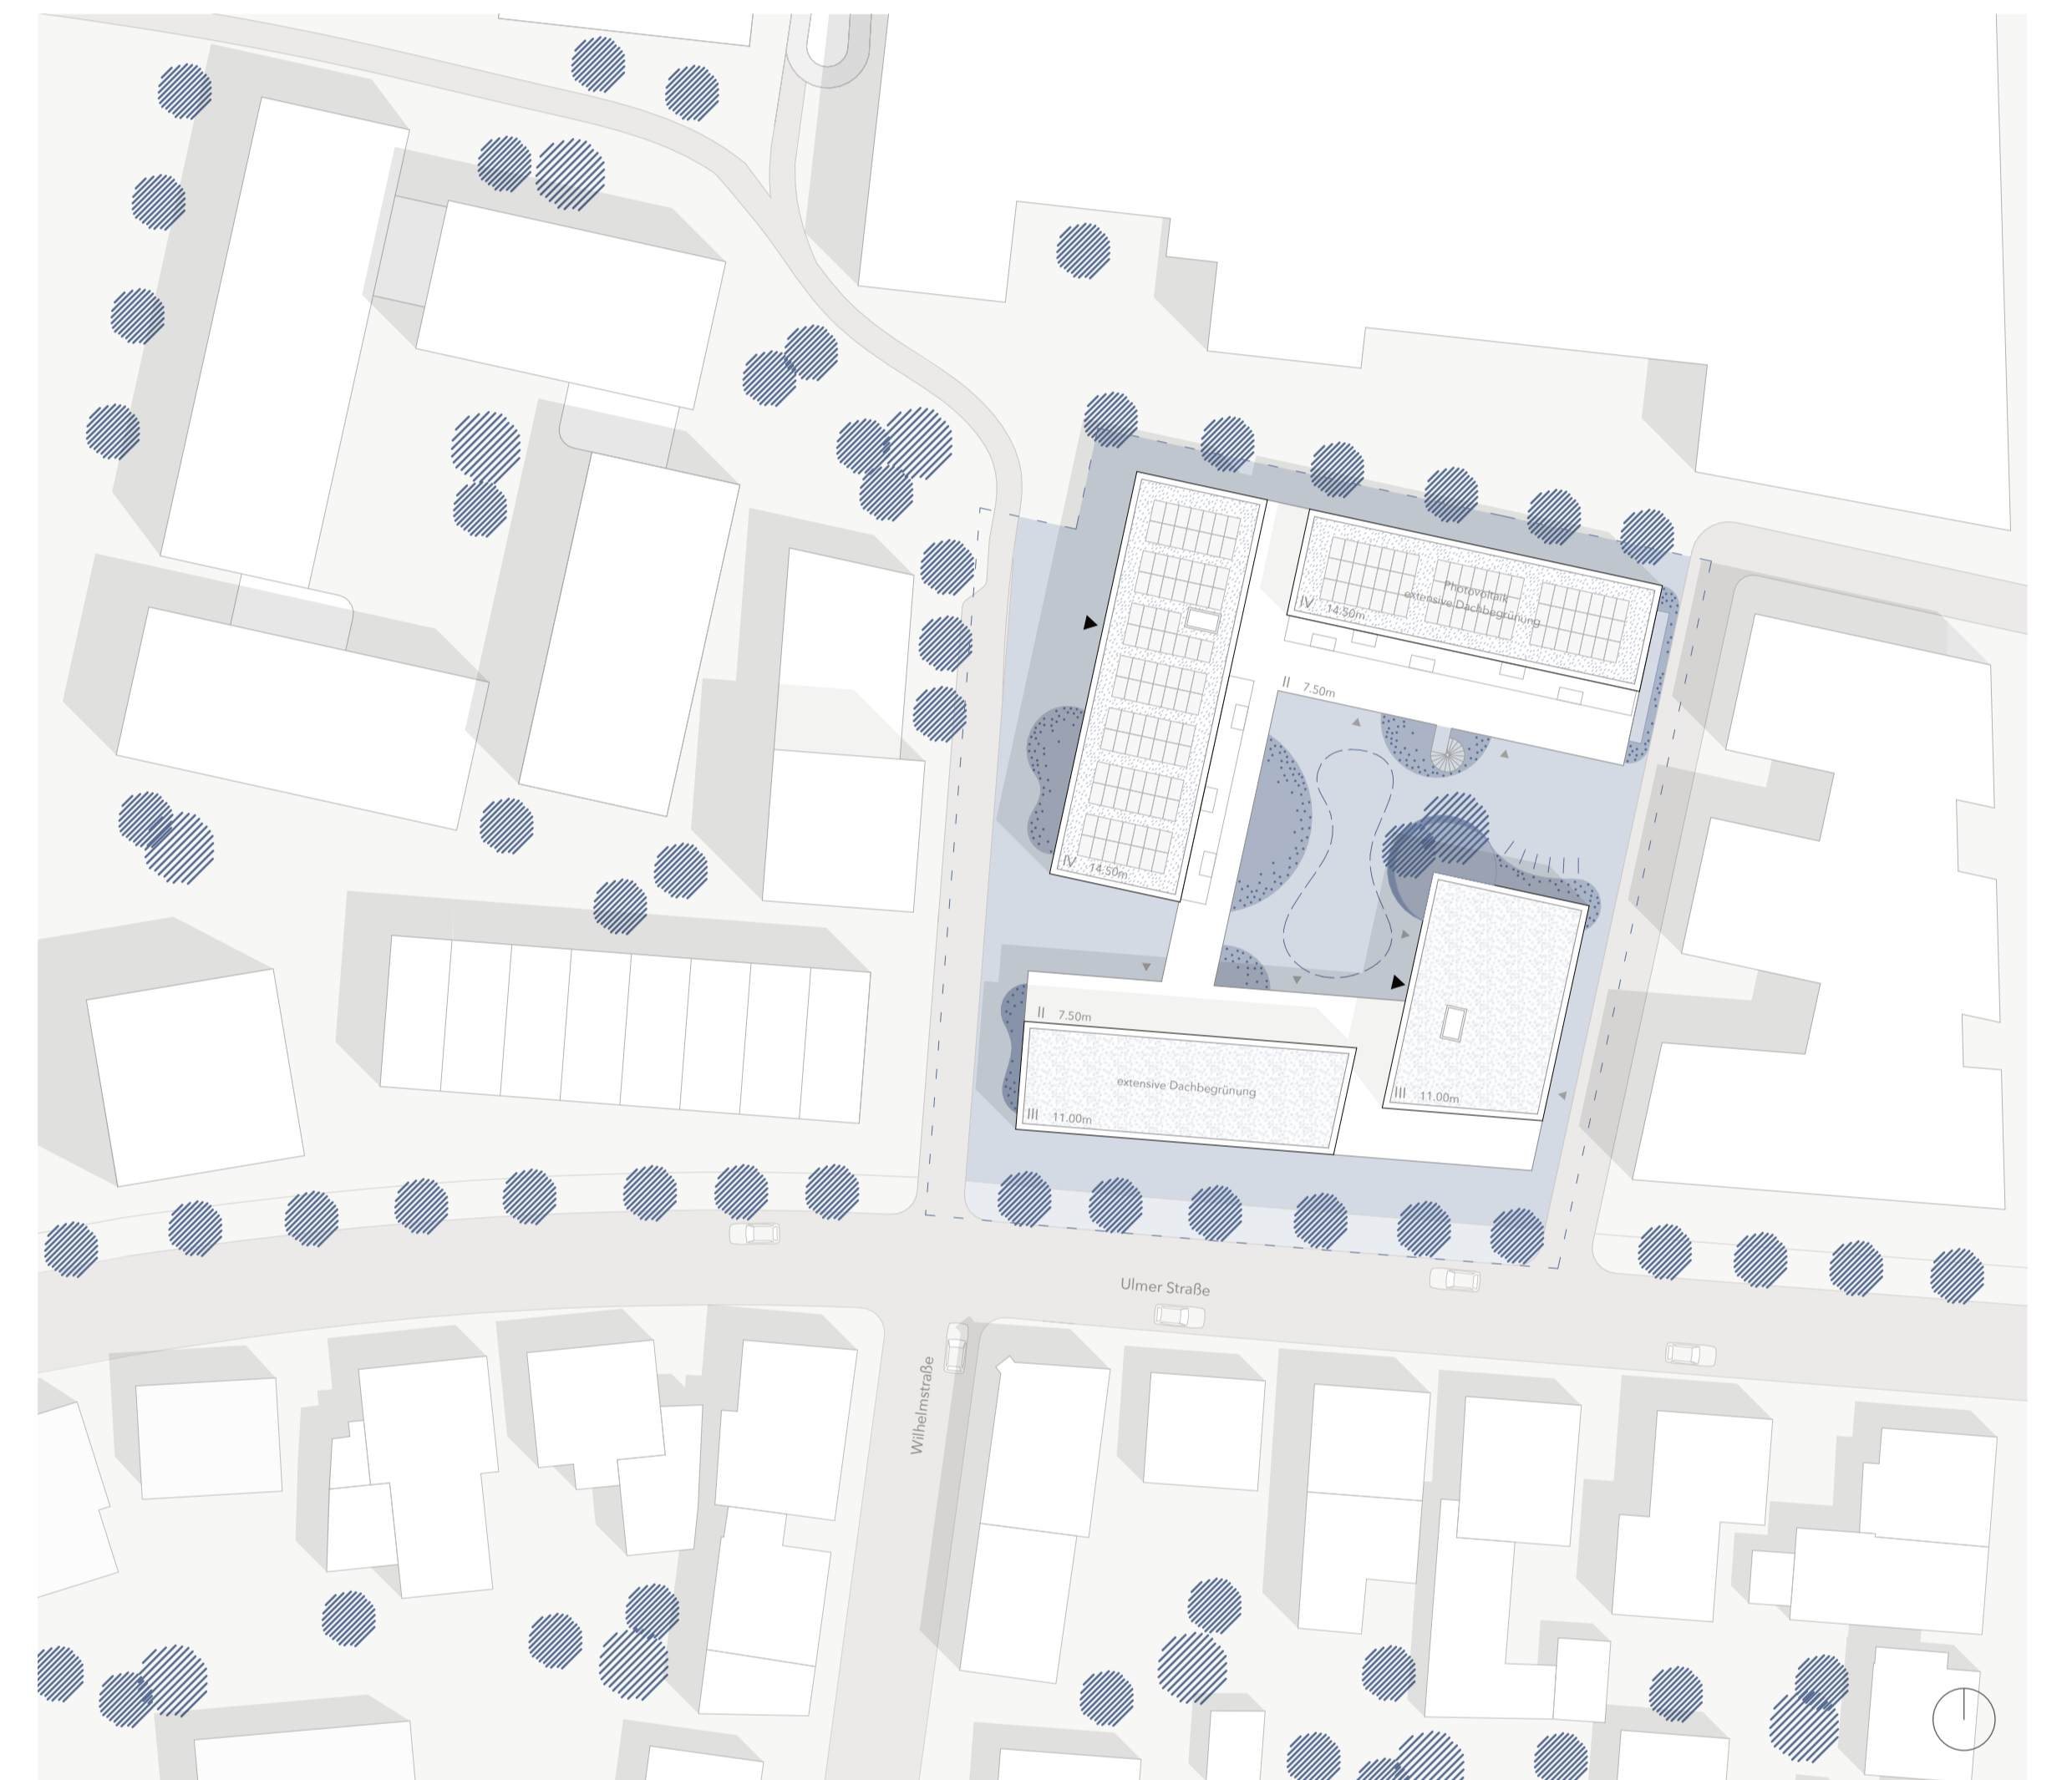 Photovoltaik
extensive Dachbegrünung
IV 14.50m
II 7.50m
IV 14.50m
II 7.50m
extensive Dachbegrünung
III 11.00m
III 11.00m
Ulmer Straße
Wilhelmstraße